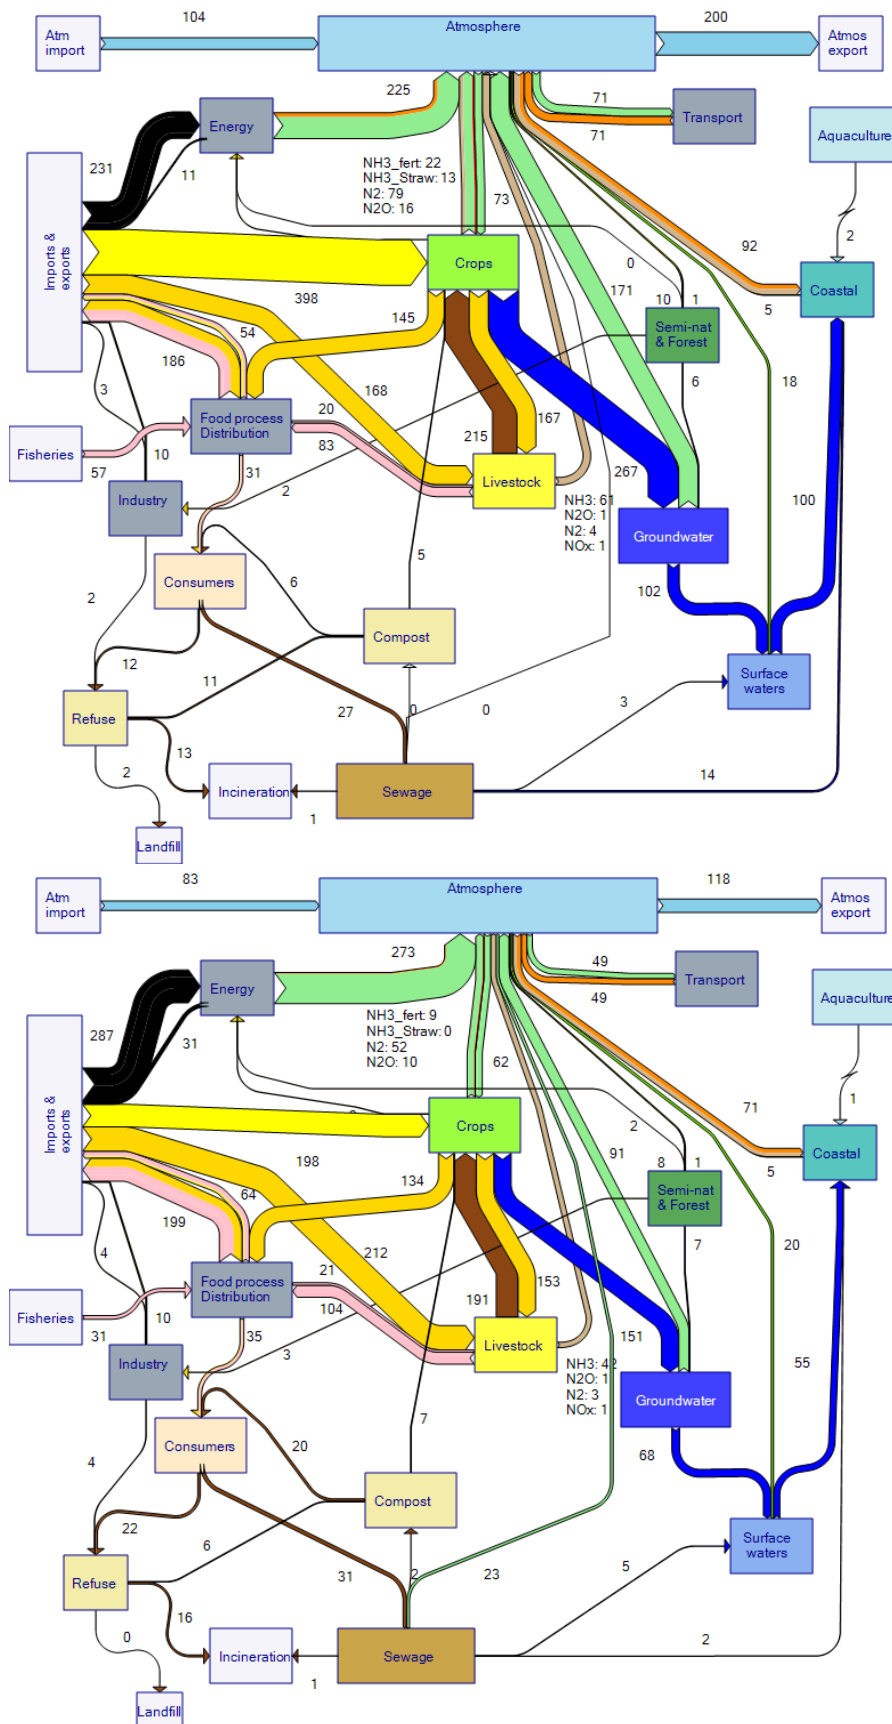 104
200
Atm
import
Atmosphere
Atmos
export
225
71
71
Transport
Energy
Aquaculture
231
11
NH3_fert: 22
NH3_Straw: 13
N2: 79
N2O: 16
73
Imports &
exports
92
2
0
Crops
Coastal
398
171
10
1
5
54
145
Semi-nat
& Forest
186
3
168
6
18
20
167
Food process
Distribution
Fisheries
83
215
57
10
31
Livestock
267
2
Industry
NH3: 61
N2O: 1
N2: 4
NOx: 1
100
Groundwater
5
Consumers
6
2
102
Compost
12
11
Surface
waters
Refuse
27
0
0
3
13
2
14
Incineration
Sewage
1
Landfill
83
118
Atm
import
Atmosphere
Atmos
export
273
49
49
Transport
Energy
Aquaculture
287
31
NH3_fert: 9
NH3_Straw: 0
N2: 52
N2O: 10
62
Imports &
exports
71
1
2
Crops
Coastal
198
91
8
1
5
64
134
Semi-nat
& Forest
199
4
212
7
20
21
153
Food process
Distribution
Fisheries
104
191
31
10
35
Livestock
151
3
Industry
NH3: 42
N2O: 1
N2: 3
NOx: 1
55
Groundwater
7
Consumers
20
4
68
Compost
22
6
Surface
waters
Refuse
31
2
23
5
16
0
2
Incineration
Sewage
1
Landfill